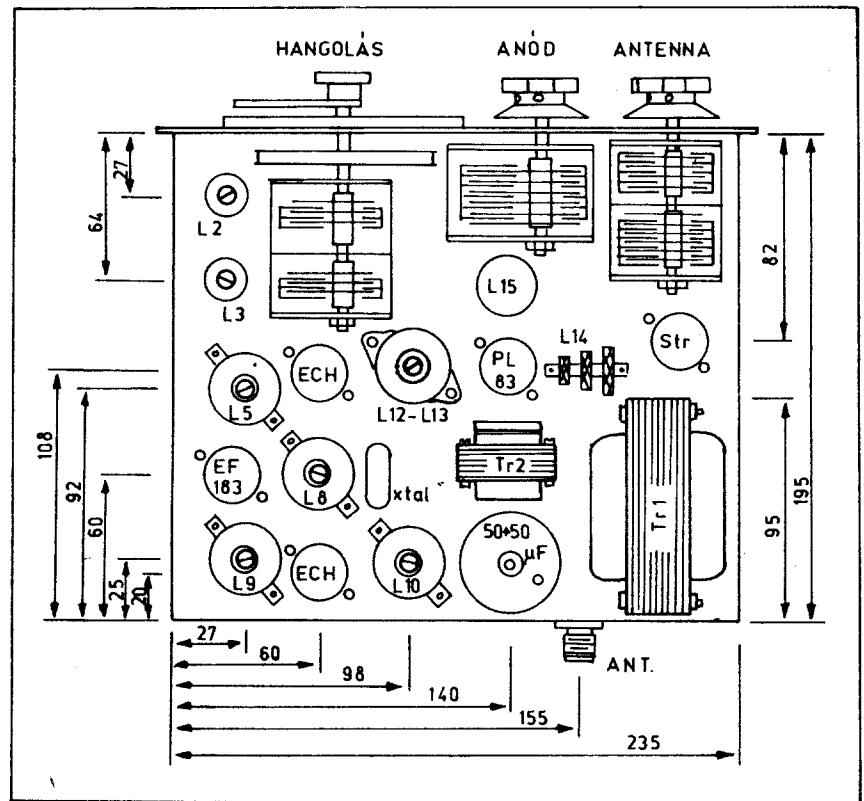 HANGOLÁS
ANÓD
ANTENNA
27
64
82
195
L2
L3
L15
L14
Str
ECH
PL
83
L5
L12-L13
108
92
EF
183
L8
xtal
Tr2
Tr1
95
60
50+50
µF
L9
ECH
L10
25
20
27
60
ANT.
98
140
155
235